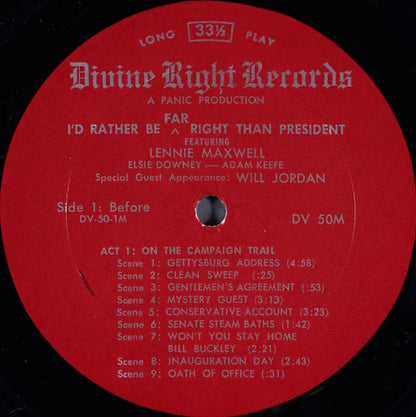 LONG 33⅓ PLAY
Divine Right Records
A PANIC PRODUCTION
FAR
I'D RATHER BE ^ RIGHT THAN PRESIDENT
FEATURING
LENNIE MAXWELL
ELSIE DOWNEY — ADAM KEEFE
Special Guest Appearance: WILL JORDAN
Side 1: Before
DV-50-1M
DV 50M
ACT 1; ON THE CAMPAIGN TRAIL
Scene 1; GETTYSBURG ADDRESS (4:58)
Scene 2; CLEAN SWEEP (:25)
Scene 3; GENTLEMEN'S AGREEMENT (:53)
Scene 4; MYSTERY GUEST (3:13)
Scene 5; CONSERVATIVE ACCOUNT (3:23)
Scene 6; SENATE STEAM BATHS (1:42)
Scene 7; WON'T YOU STAY HOME
BILL BUCKLEY (2:21)
Scene 8; INAUGURATION DAY (2:43)
Scene 9; OATH OF OFFICE (:31)